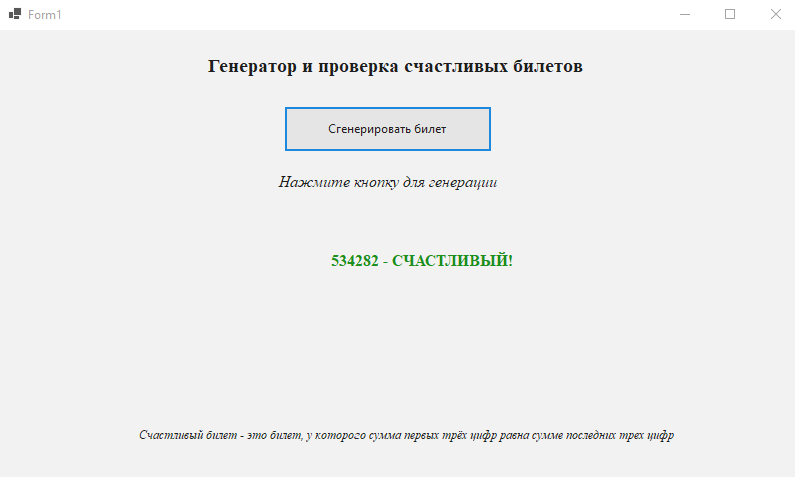 Form1
Генератор и проверка счастливых билетов
Сгенерировать билет
Нажмите кнопку для генерации
534282 - СЧАСТЛИВЫЙ!
Счастливый билет - это билет, у которого сумма первых трёх цифр равна сумме последних трех цифр